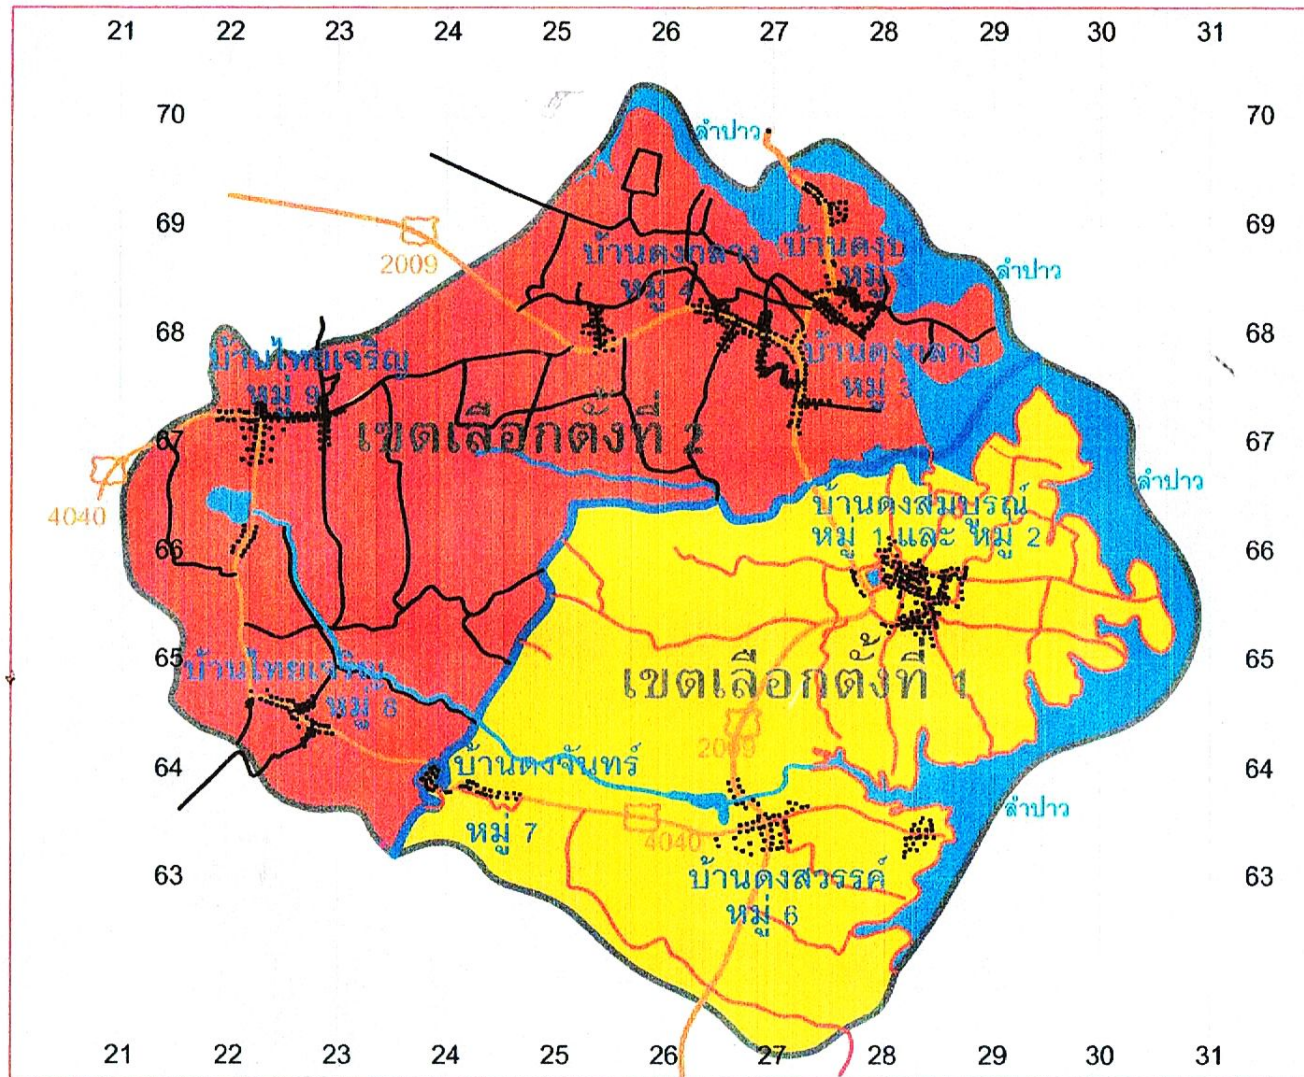 21 22 23 24 25 26 27 28 29 30 31
70 70
ลำปาว
69 69
2009
บ้านดงกลาง
หมู่ 4
หมู่
ลำปาว
68 68
บ้านไทยเจริญ
หมู่ 9
บ้านดงกลาง
หมู่ 3
เขตเลือกตั้งที่ 2
67 67
4040
ลำปาว
บ้านดงสมบูรณ์
หมู่ 1 และ หมู่ 2
66 66
65 65
บ้านไทยเจริญ
หมู่ 8
เขตเลือกตั้งที่ 1
2009
64 64
บ้านดงจันทร์
หมู่ 7
ลำปาว
4040
63 63
บ้านดงสวรรค์
หมู่ 6
21 22 23 24 25 26 27 28 29 30 31